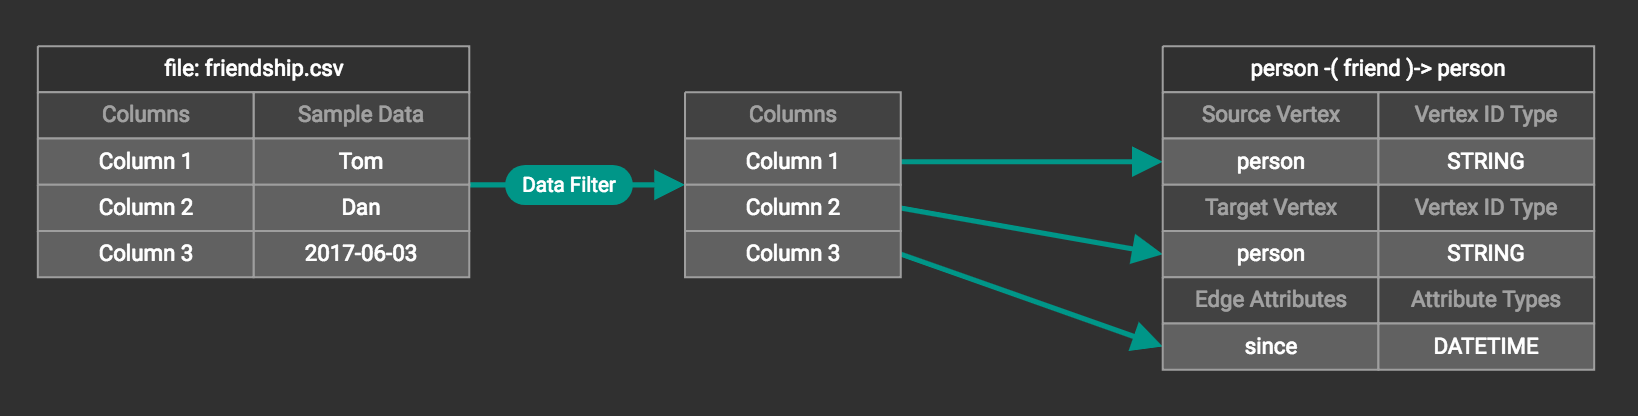 file: friendship.csv
Columns Sample Data
Column 1 Tom
Column 2 Dan
Column 3 2017-06-03
Data Filter
Columns
Column 1
Column 2
Column 3
person -( friend )-> person
Source Vertex Vertex ID Type
person STRING
Target Vertex Vertex ID Type
person STRING
Edge Attributes Attribute Types
since DATETIME